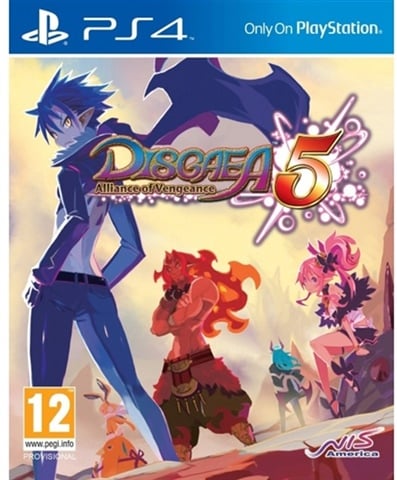 PS4
Only On PlayStation®
DISGAEA 5
Alliance of Vengeance
12
www.pegi.info
PROVISIONAL
NIS
America